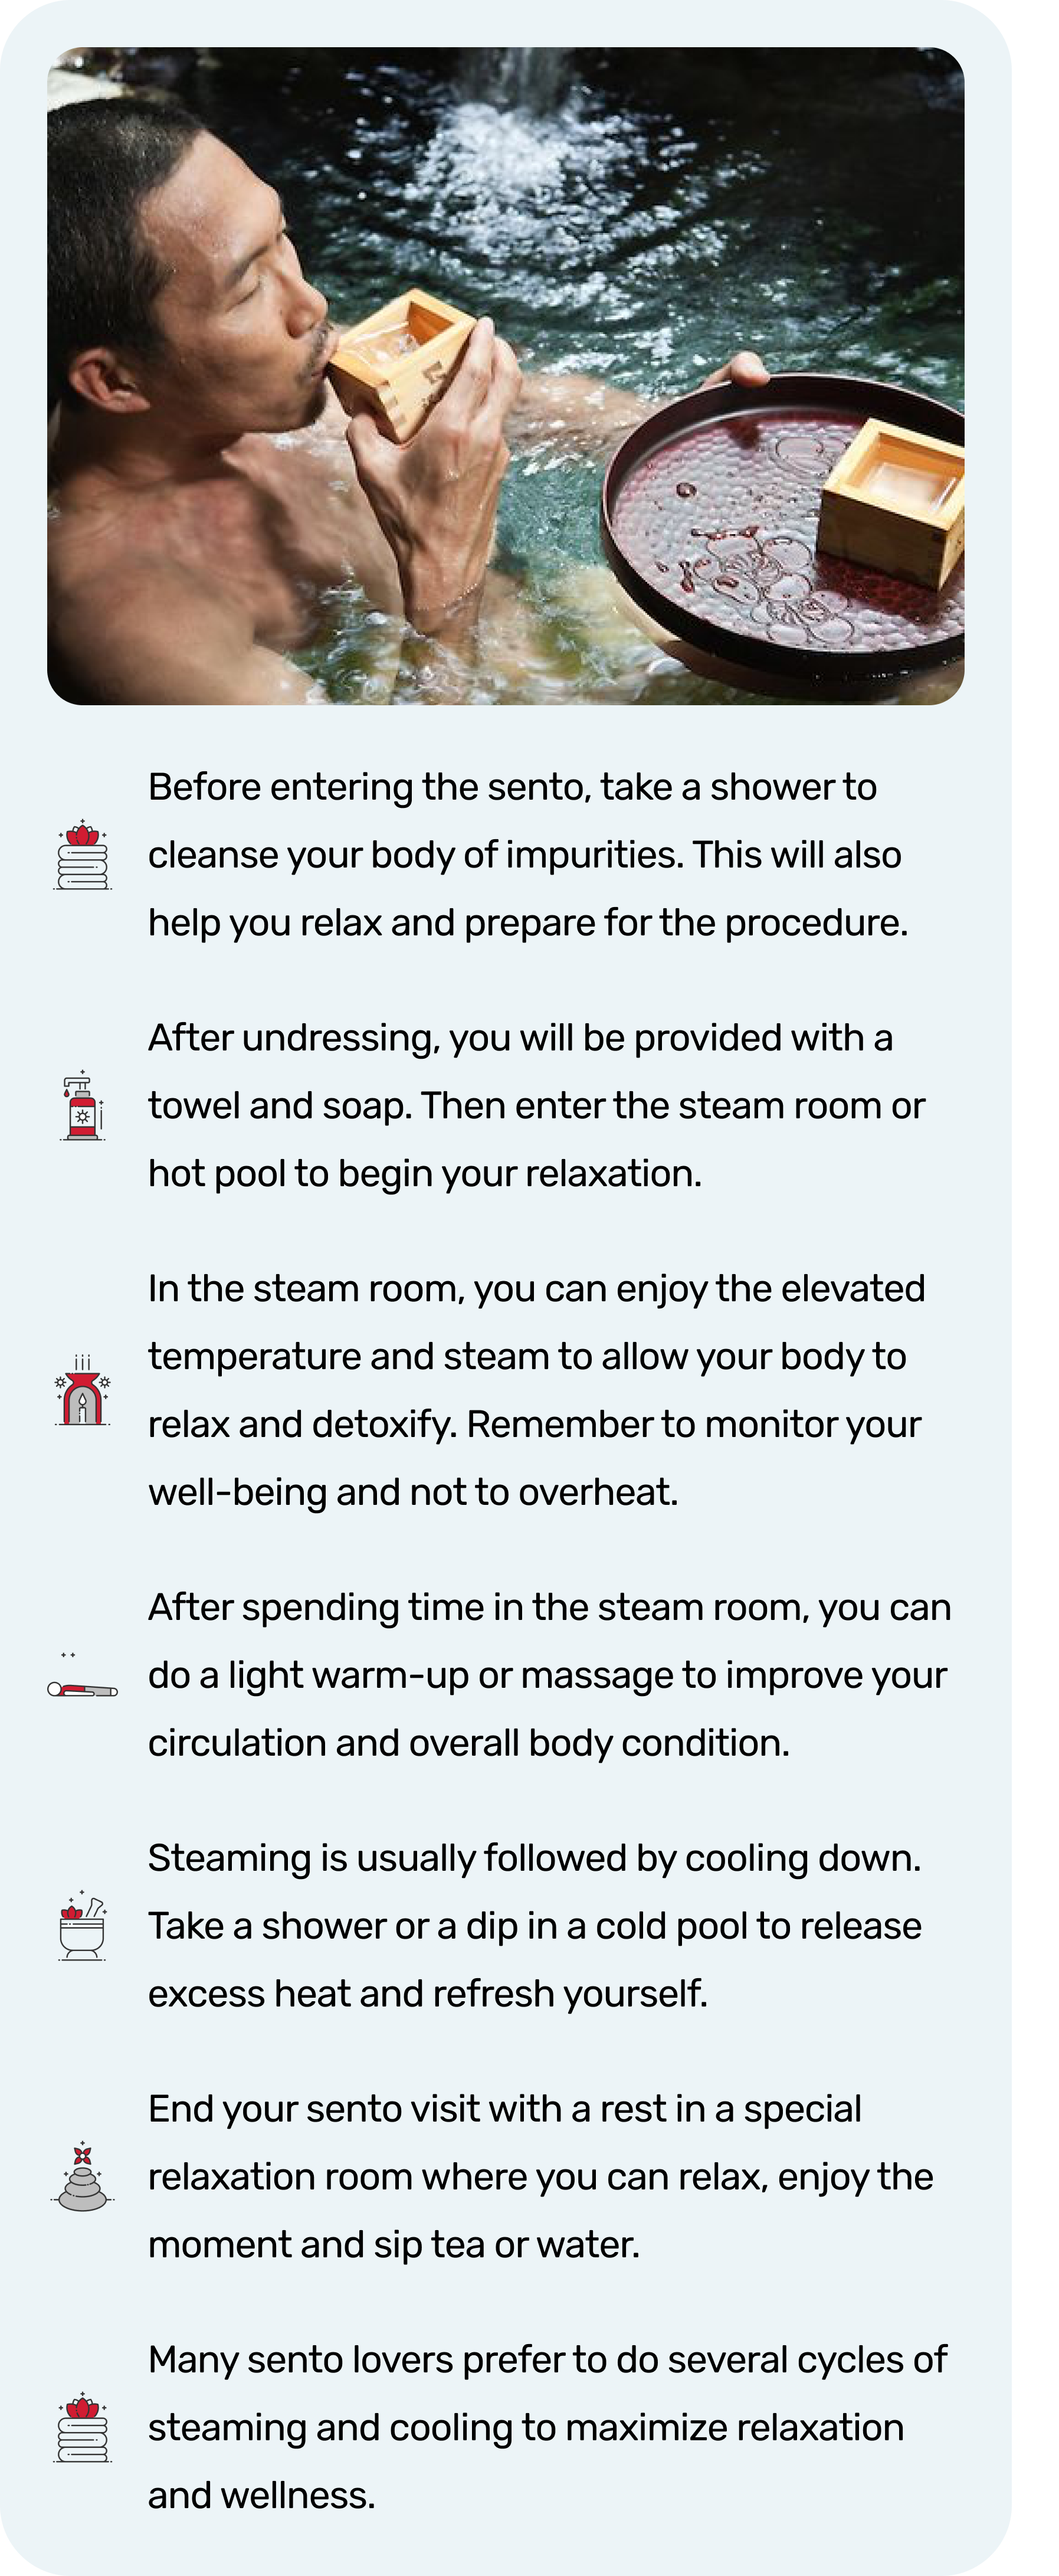 Before entering the sento, take a shower to
cleanse your body of impurities. This will also
help you relax and prepare for the procedure.
After undressing, you will be provided with a
towel and soap. Then enter the steam room or
hot pool to begin your relaxation.
In the steam room, you can enjoy the elevated
temperature and steam to allow your body to
relax and detoxify. Remember to monitor your
well-being and not to overheat.
After spending time in the steam room, you can
do a light warm-up or massage to improve your
circulation and overall body condition.
Steaming is usually followed by cooling down.
Take a shower or a dip in a cold pool to release
excess heat and refresh yourself.
End your sento visit with a rest in a special
relaxation room where you can relax, enjoy the
moment and sip tea or water.
Many sento lovers prefer to do several cycles of
steaming and cooling to maximize relaxation
and wellness.